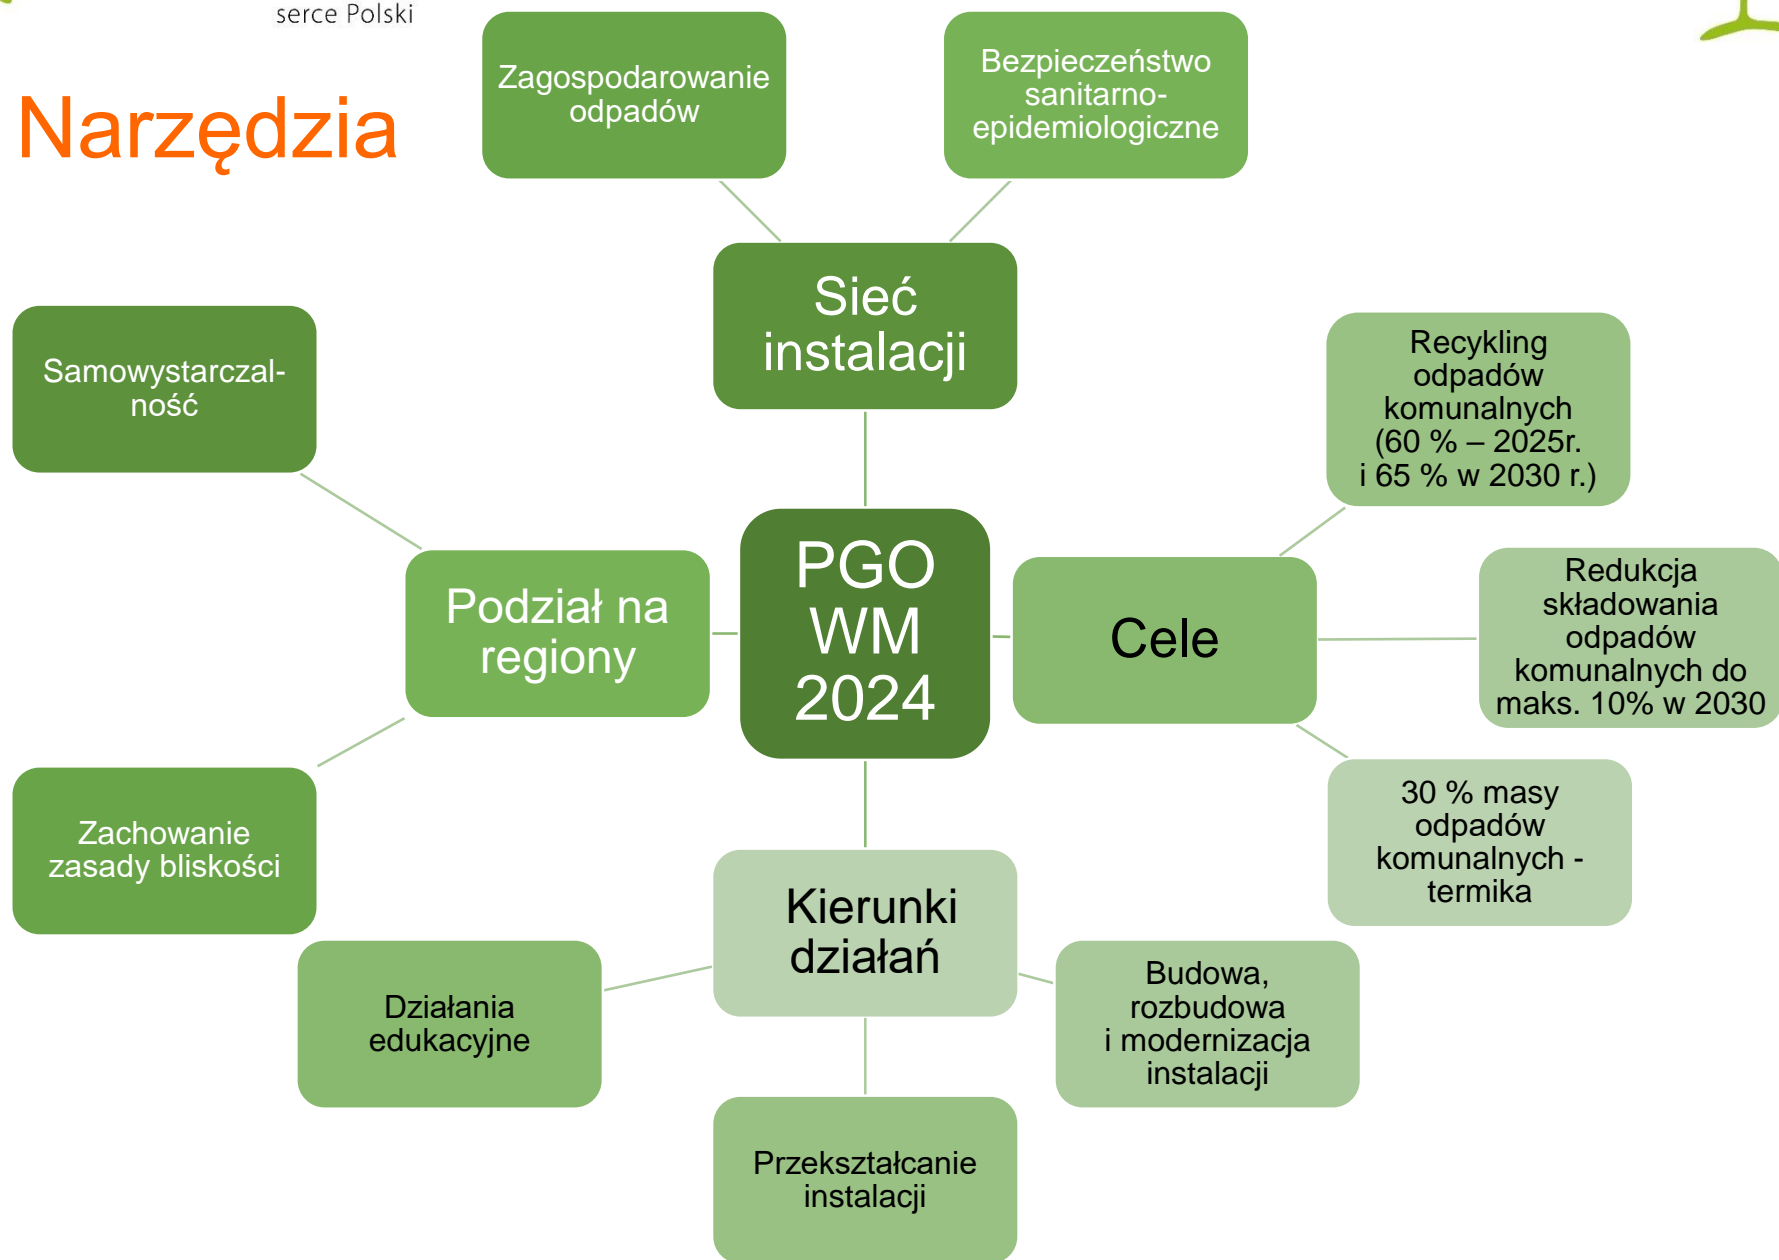 serce Polski
Narzędzia
Zagospodarowanie
odpadów
Bezpieczeństwo
sanitarno-
epidemiologiczne
Sieć
instalacji
Samowystarczal-
ność
Recykling
odpadów
komunalnych
(60 % – 2025r.
i 65 % w 2030 r.)
PGO
WM
2024
Podział na
regiony
Cele
Redukcja
składowania
odpadów
komunalnych do
maks. 10% w 2030
Zachowanie
zasady bliskości
30 % masy
odpadów
komunalnych -
termika
Kierunki
działań
Działania
edukacyjne
Budowa,
rozbudowa
i modernizacja
instalacji
Przekształcanie
instalacji